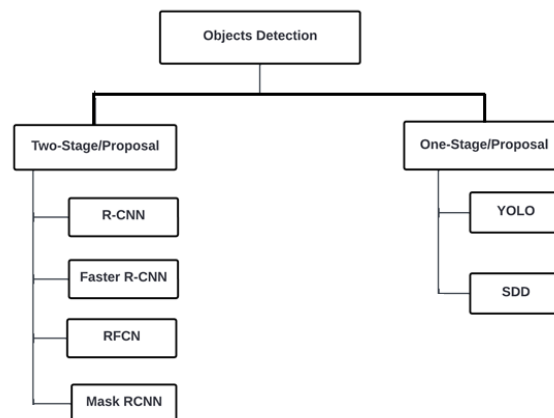 Objects Detection
Two-Stage/Proposal
One-Stage/Proposal
R-CNN
YOLO
Faster R-CNN
SDD
RFCN
Mask RCNN